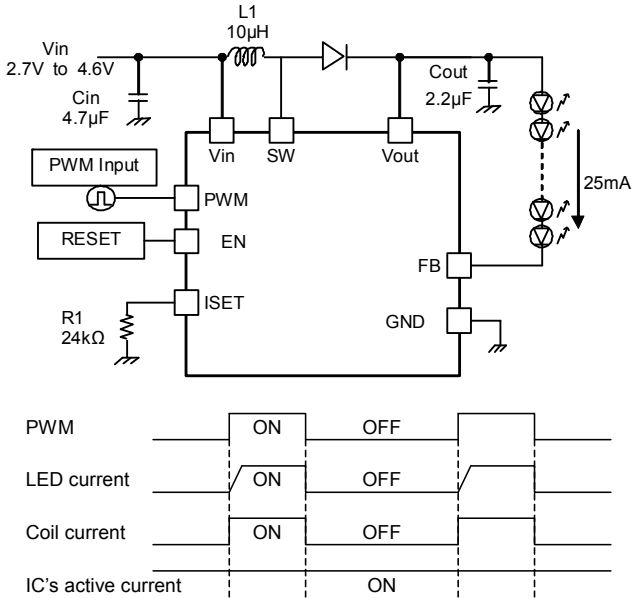 L1
10μH
Vin
2.7V to 4.6V
Cin
4.7μF
Cout
2.2μF
Vin
SW
Vout
PWM Input
PWM
25mA
RESET
EN
FB
ISET
R1
24kΩ
GND
PWM
ON
OFF
LED current
ON
OFF
Coil current
ON
OFF
IC's active current
ON